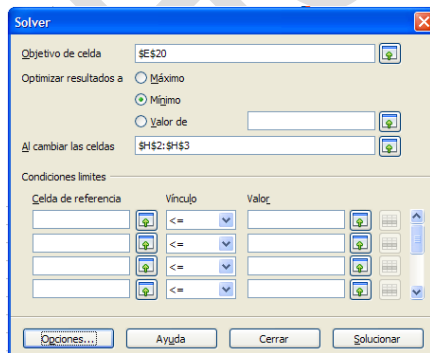 Solver
Objetivo de celda $E$20
Optimizar resultados a Máximo
Mínimo
Valor de
Al cambiar las celdas $H$2:$H$3
Condiciones limites
Celda de referencia Vínculo Valor
<=
<=
<=
<=
Opciones... Ayuda Cerrar Solucionar